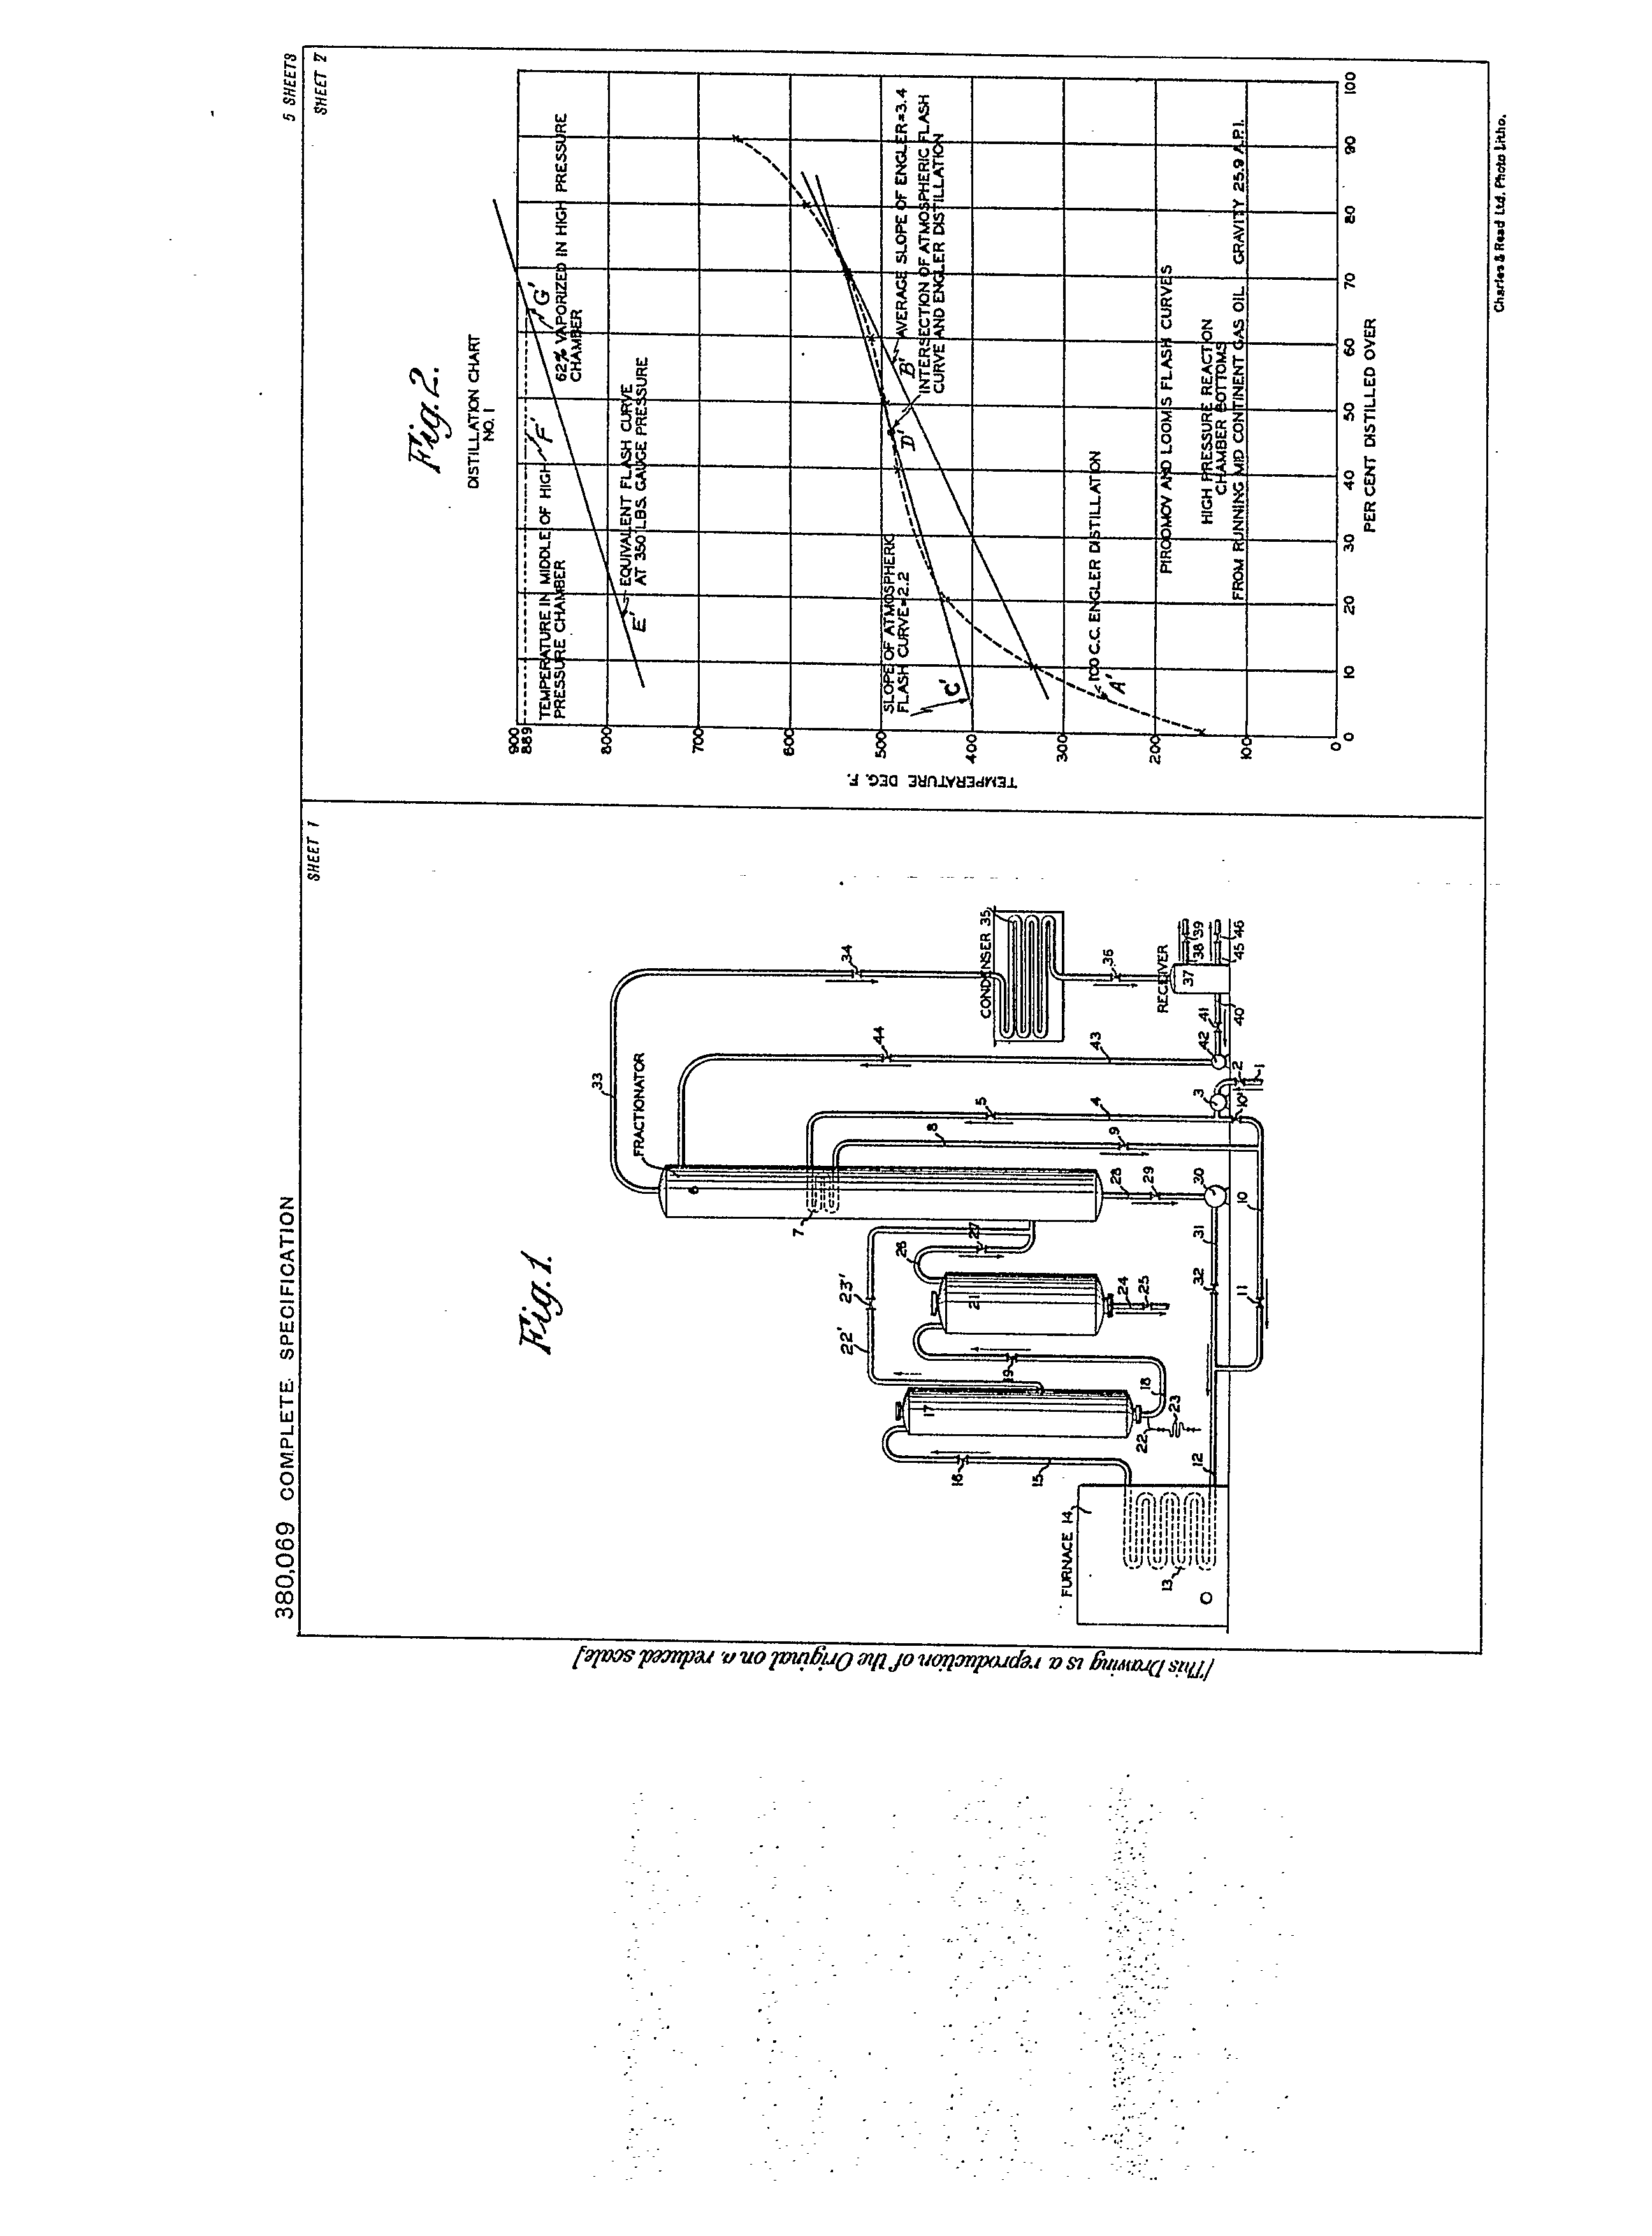 380,069 COMPLETE SPECIFICATION
5 SHEETS
SHEET 1
SHEET 2
[This Drawing is a reproduction of the Original on a reduced scale]
Fig. 1.
33
34
FRACTIONATOR
6
44
CONDENSER 35
36
RECEIVER
37
38
39
45
46
40
41
42
43
3
2
1
10'
4
5
8
9
7
28
29
30
10
31
32
11
22'
23'
26
27
21
24
25
17
19
18
22
23
16
15
12
FURNACE 14
13
Fig. 2.
DISTILLATION CHART
NO. 1
900
889
800
700
600
500
400
300
200
100
0
TEMPERATURE DEG. F.
TEMPERATURE IN MIDDLE OF HIGH
PRESSURE CHAMBER
F'
G'
62% VAPORIZED IN HIGH PRESSURE
CHAMBER
EQUIVALENT FLASH CURVE
AT 350 LBS. GAUGE PRESSURE
E'
SLOPE OF ATMOSPHERIC
FLASH CURVE=2.2
C'
AVERAGE SLOPE OF ENGLER=3.4
B'
INTERSECTION OF ATMOSPHERIC FLASH
CURVE AND ENGLER DISTILLATION
D'
100 C.C. ENGLER DISTILLATION
A'
PIROOMOV AND LOOMIS FLASH CURVES
HIGH PRESSURE REACTION
CHAMBER BOTTOMS
FROM RUNNING MID CONTINENT GAS OIL GRAVITY 25.9 A.P.I.
0 10 20 30 40 50 60 70 80 90 100
PER CENT DISTILLED OVER
Charles & Read Ltd. Photo Litho.